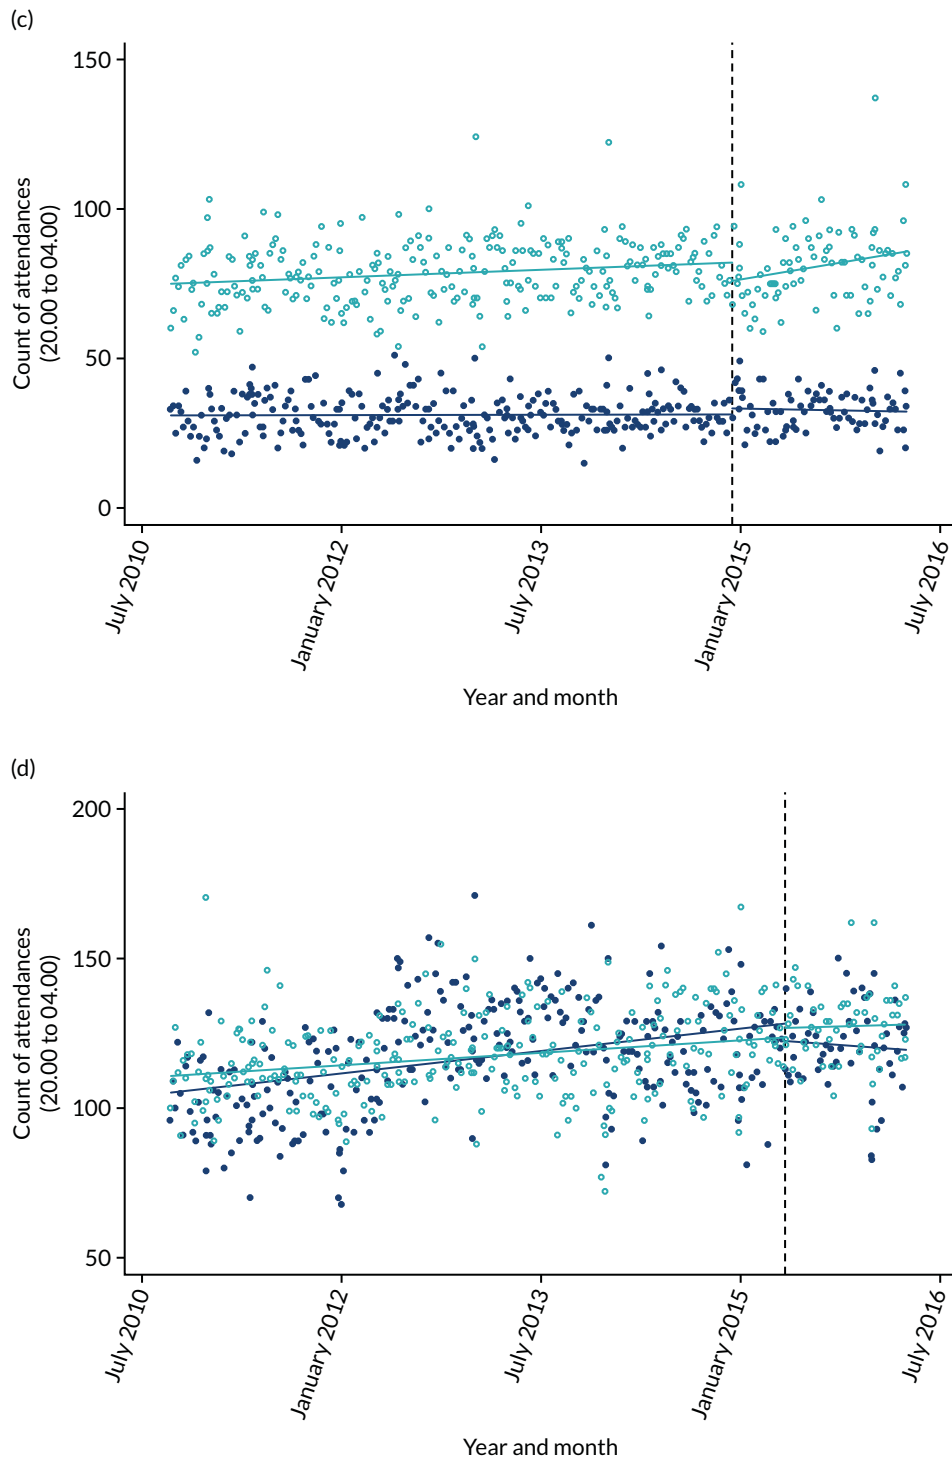 (c)
150
100
50
0
Count of attendances
(20.00 to 04.00)
July 2010
January 2012
July 2013
January 2015
July 2016
Year and month
(d)
200
150
100
50
Count of attendances
(20.00 to 04.00)
July 2010
January 2012
July 2013
January 2015
July 2016
Year and month